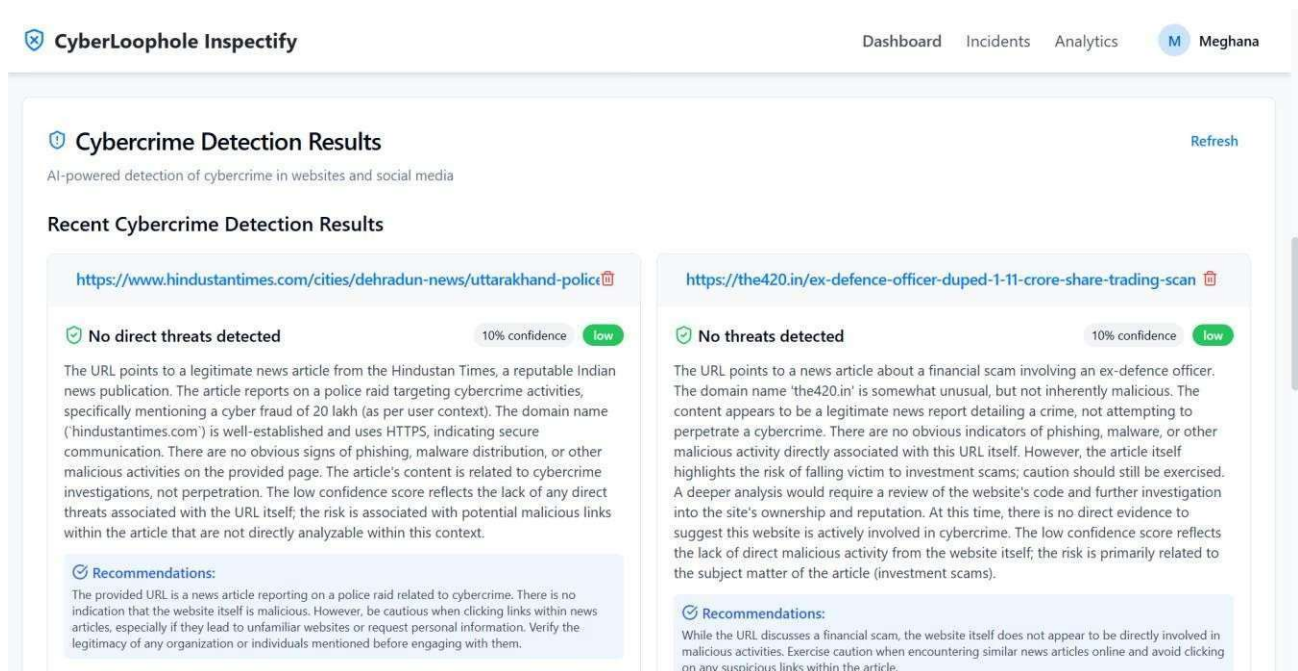 CyberLoophole Inspectify
Dashboard Incidents Analytics M Meghana
Cybercrime Detection Results
Refresh
AI-powered detection of cybercrime in websites and social media
Recent Cybercrime Detection Results
https://www.hindustantimes.com/cities/dehradun-news/uttarakhand-police
No direct threats detected 10% confidence low
The URL points to a legitimate news article from the Hindustan Times, a reputable Indian
news publication. The article reports on a police raid targeting cybercrime activities,
specifically mentioning a cyber fraud of 20 lakh (as per user context). The domain name
(`hindustantimes.com`) is well-established and uses HTTPS, indicating secure
communication. There are no obvious signs of phishing, malware distribution, or other
malicious activities on the provided page. The article's content is related to cybercrime
investigations, not perpetration. The low confidence score reflects the lack of any direct
threats associated with the URL itself; the risk is associated with potential malicious links
within the article that are not directly analyzable within this context.
Recommendations:
The provided URL is a news article reporting on a police raid related to cybercrime. There is no
indication that the website itself is malicious. However, be cautious when clicking links within news
articles, especially if they lead to unfamiliar websites or request personal information. Verify the
legitimacy of any organization or individuals mentioned before engaging with them.
https://the420.in/ex-defence-officer-duped-1-11-crore-share-trading-scan
No threats detected 10% confidence low
The URL points to a news article about a financial scam involving an ex-defence officer.
The domain name 'the420.in' is somewhat unusual, but not inherently malicious. The
content appears to be a legitimate news report detailing a crime, not attempting to
perpetrate a cybercrime. There are no obvious indicators of phishing, malware, or other
malicious activity directly associated with this URL itself. However, the article itself
highlights the risk of falling victim to investment scams; caution should still be exercised.
A deeper analysis would require a review of the website's code and further investigation
into the site's ownership and reputation. At this time, there is no direct evidence to
suggest this website is actively involved in cybercrime. The low confidence score reflects
the lack of direct malicious activity from the website itself; the risk is primarily related to
the subject matter of the article (investment scams).
Recommendations:
While the URL discusses a financial scam, the website itself does not appear to be directly involved in
malicious activities. Exercise caution when encountering similar news articles online and avoid clicking
on any suspicious links within the article.